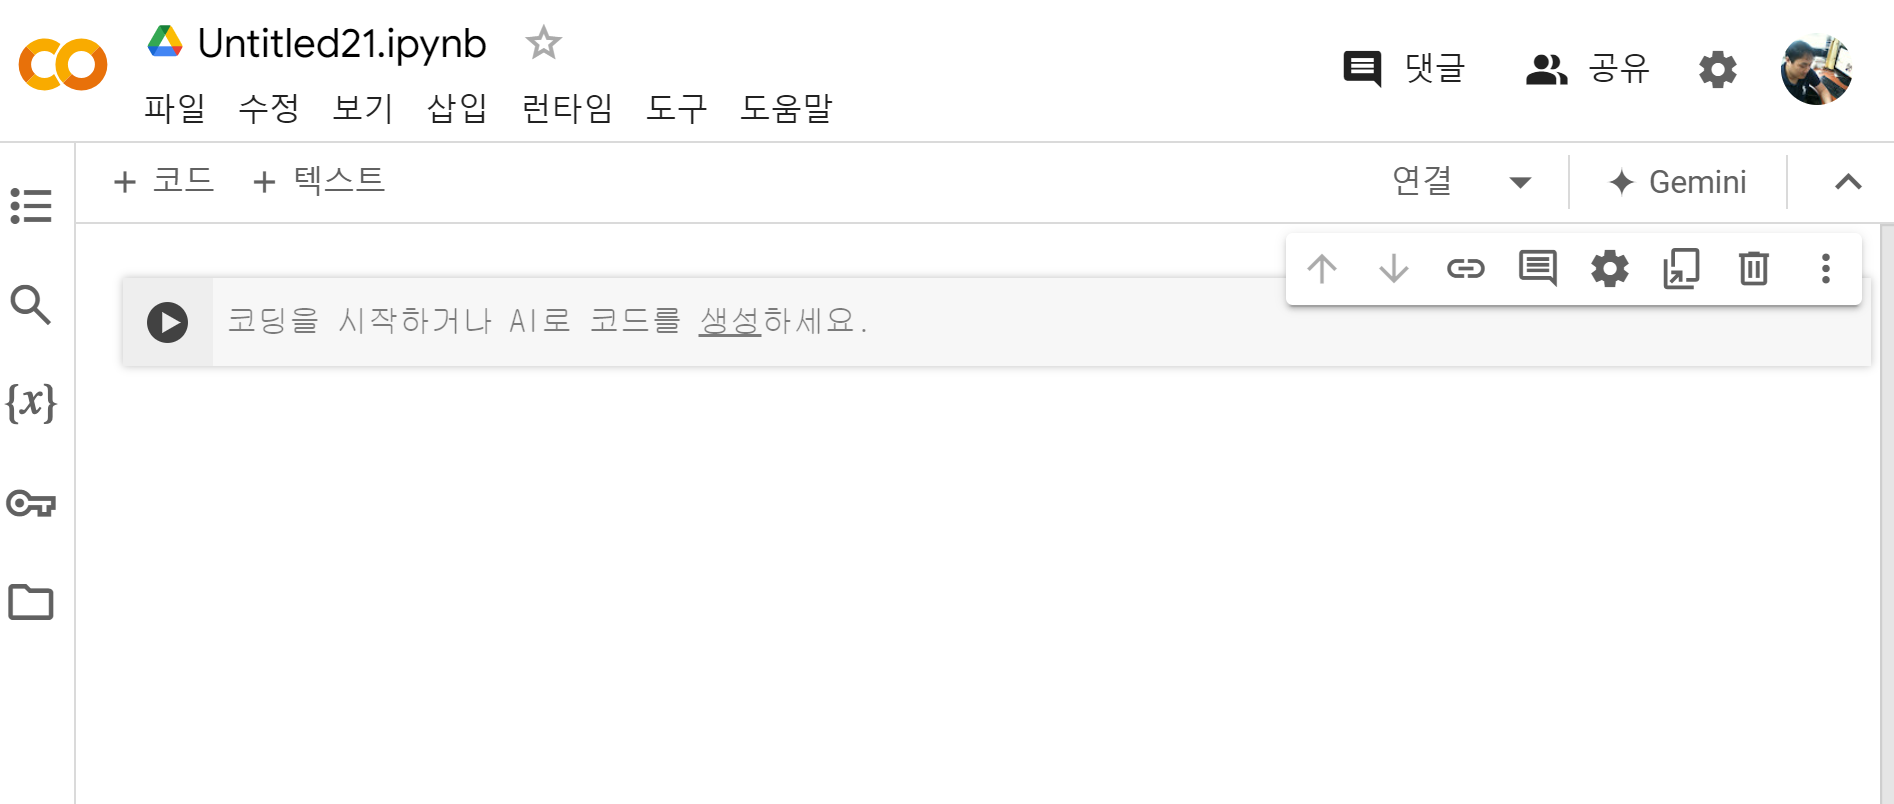 Untitled21.ipynb
파일 수정 보기 삽입 런타임 도구 도움말
댓글 공유
+ 코드 + 텍스트
연결 Gemini
코딩을 시작하거나 AI로 코드를 생성하세요.
{x}